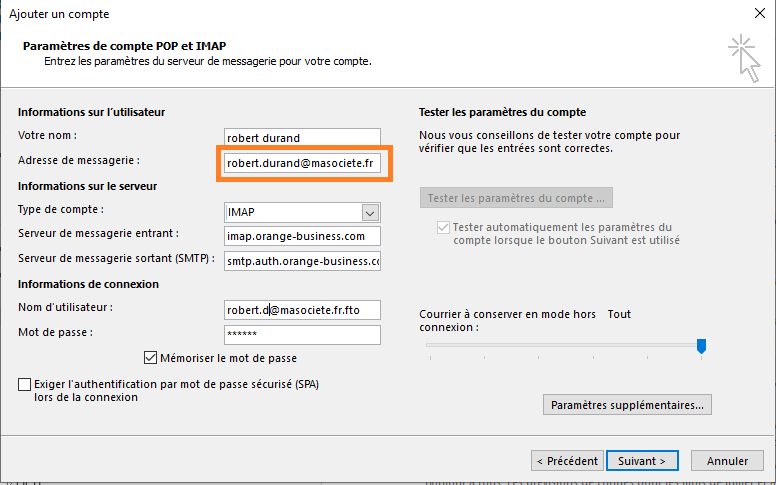 Ajouter un compte
Paramètres de compte POP et IMAP
Entrez les paramètres du serveur de messagerie pour votre compte.
Informations sur l'utilisateur
Votre nom :
robert durand
Adresse de messagerie :
robert.durand@masociete.fr
Informations sur le serveur
Type de compte :
IMAP
Serveur de messagerie entrant :
imap.orange-business.com
Serveur de messagerie sortant (SMTP) :
smtp.auth.orange-business.co
Informations de connexion
Nom d'utilisateur :
robert.d@masociete.fr.fto
Mot de passe :
******
Mémoriser le mot de passe
Exiger l'authentification par mot de passe sécurisé (SPA)
lors de la connexion
Tester les paramètres du compte
Nous vous conseillons de tester votre compte pour
vérifier que les entrées sont correctes.
Tester les paramètres du compte ...
Tester automatiquement les paramètres du
compte lorsque le bouton Suivant est utilisé
Courrier à conserver en mode hors
connexion :
Tout
Paramètres supplémentaires...
< Précédent
Suivant >
Annuler